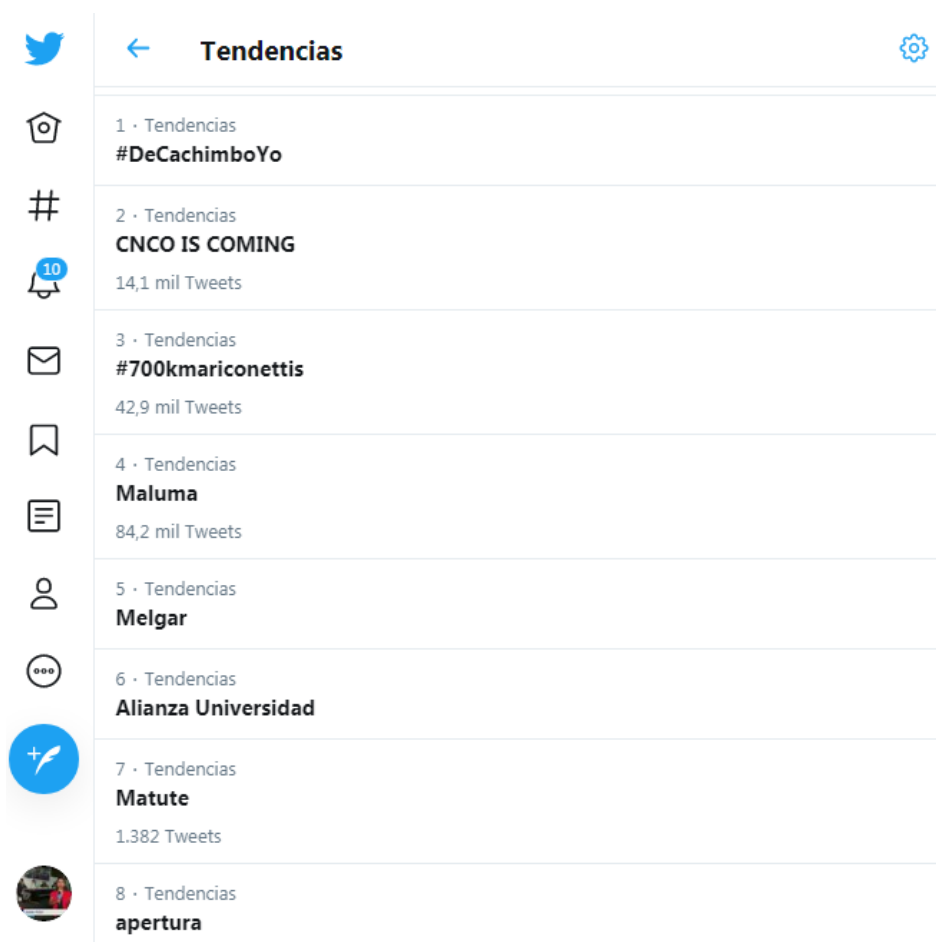 Tendencias
1 · Tendencias
#DeCachimboYo
2 · Tendencias
CNCO IS COMING
14,1 mil Tweets
10
3 · Tendencias
#700kmariconettis
42,9 mil Tweets
4 · Tendencias
Maluma
84,2 mil Tweets
5 · Tendencias
Melgar
6 · Tendencias
Alianza Universidad
7 · Tendencias
Matute
1.382 Tweets
8 · Tendencias
apertura